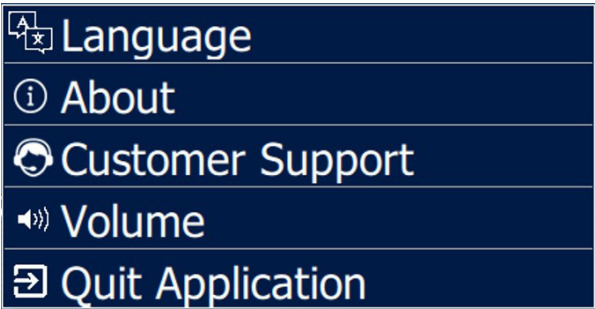 Language
About
Customer Support
Volume
Quit Application